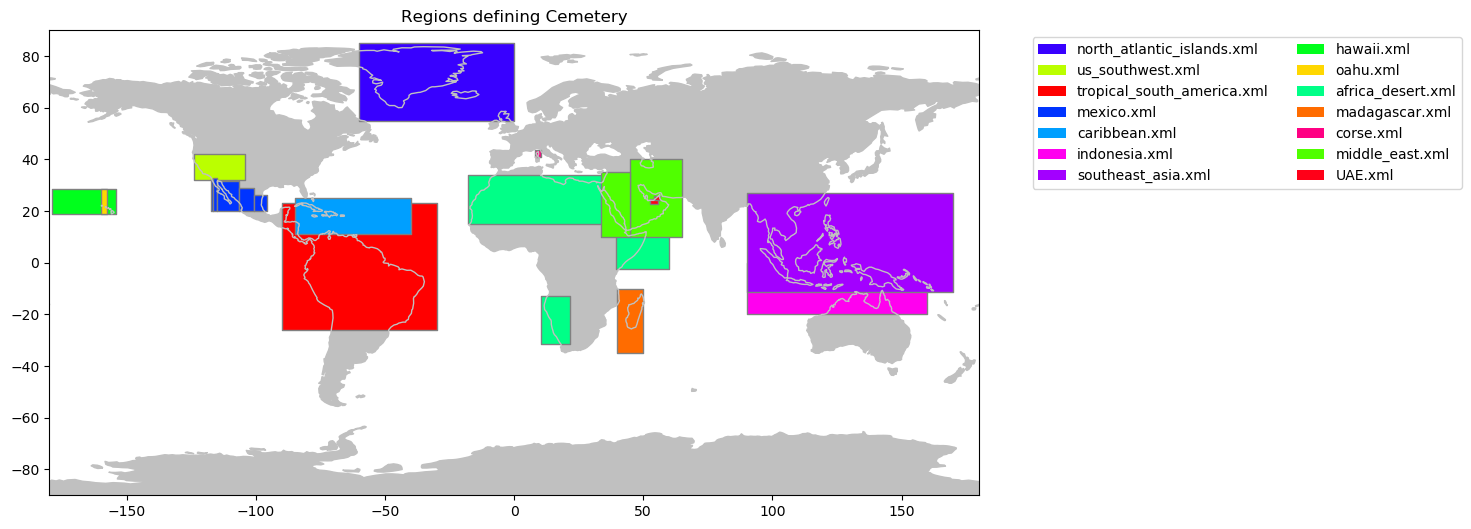 Regions defining Cemetery
80
60
40
20
0
−20
−40
−60
−80
−150
−100
−50
0
50
100
150
north_atlantic_islands.xml
us_southwest.xml
tropical_south_america.xml
mexico.xml
caribbean.xml
indonesia.xml
southeast_asia.xml
hawaii.xml
oahu.xml
africa_desert.xml
madagascar.xml
corse.xml
middle_east.xml
UAE.xml